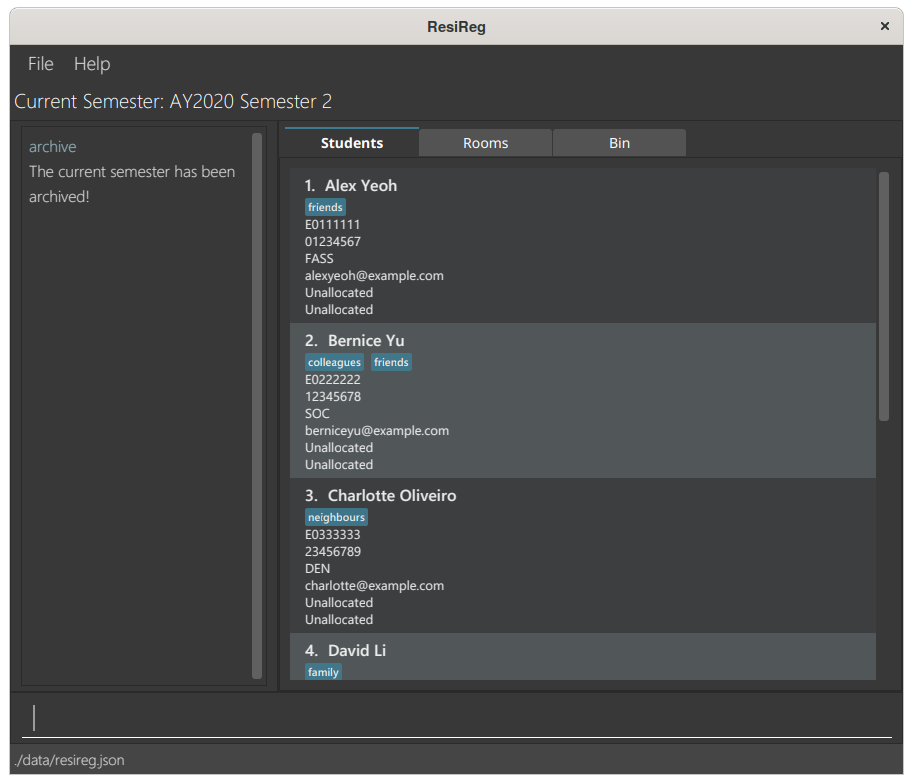 ResiReg
×
File Help
Current Semester: AY2020 Semester 2
archive
The current semester has been
archived!
Students Rooms Bin
1. Alex Yeoh
friends
E0111111
01234567
FASS
alexyeoh@example.com
Unallocated
Unallocated
2. Bernice Yu
colleagues friends
E0222222
12345678
SOC
berniceyu@example.com
Unallocated
Unallocated
3. Charlotte Oliveiro
neighbours
E0333333
23456789
DEN
charlotte@example.com
Unallocated
Unallocated
4. David Li
family
./data/resireg.json